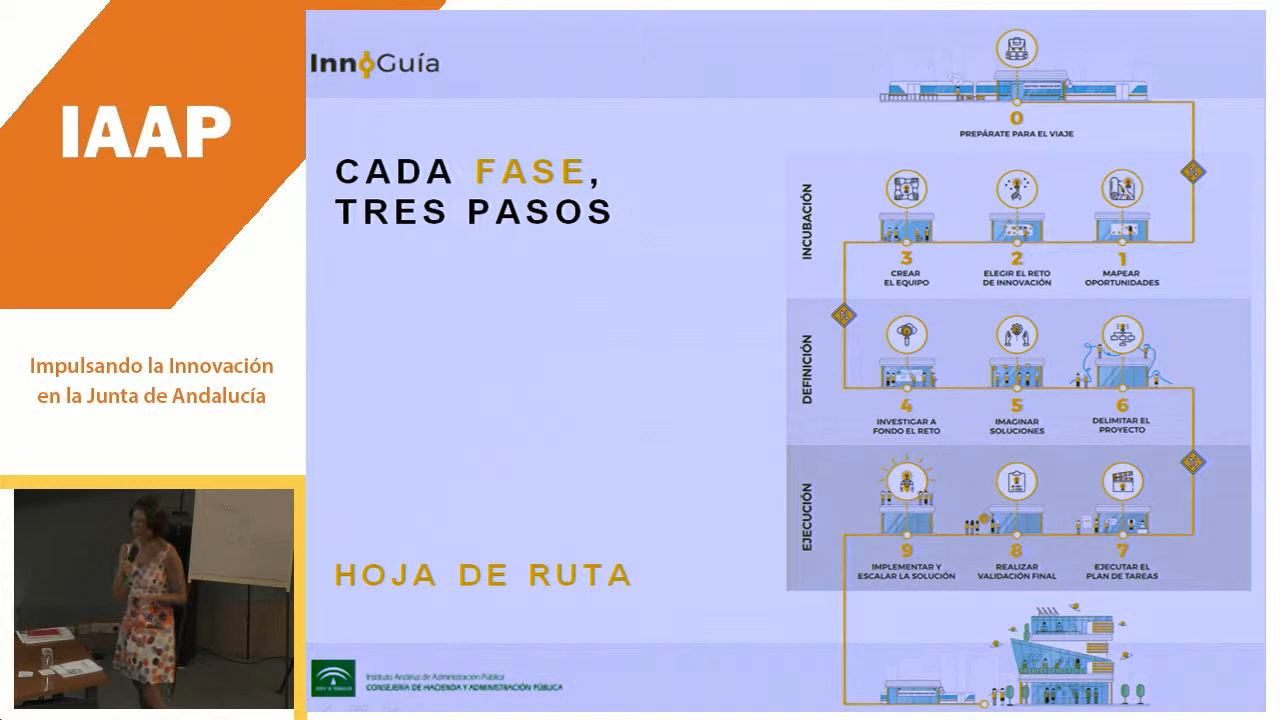 IAAP
Impulsando la Innovación
en la Junta de Andalucía
InnoGuía
CADA FASE,
TRES PASOS
HOJA DE RUTA
0
PREPÁRATE PARA EL VIAJE
INCUBACIÓN
3
CREAR
EL EQUIPO
2
ELEGIR EL RETO
DE INNOVACIÓN
1
MAPEAR
OPORTUNIDADES
DEFINICIÓN
4
INVESTIGAR A
FONDO EL RETO
5
IMAGINAR
SOLUCIONES
6
DELIMITAR EL
PROYECTO
EJECUCIÓN
9
IMPLEMENTAR Y
ESCALAR LA SOLUCIÓN
8
REALIZAR
VALIDACIÓN FINAL
7
EJECUTAR EL
PLAN DE TAREAS
Instituto Andaluz de Administración Pública
CONSEJERÍA DE HACIENDA Y ADMINISTRACIÓN PÚBLICA